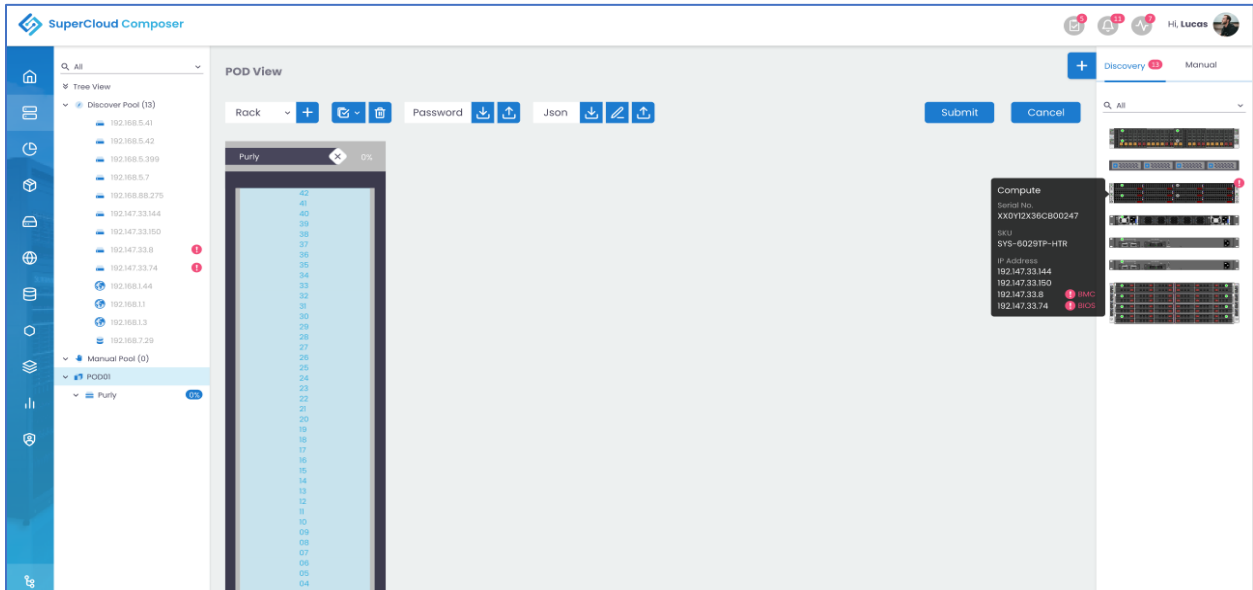 SuperCloud Composer
5
11
7
Hi, Lucas
All
Tree View
Discover Pool (13)
192.168.5.41
192.168.5.42
192.168.5.399
192.168.5.7
192.168.88.275
192.147.33.144
192.147.33.150
192.147.33.8
192.147.33.74
192.168.1.44
192.168.1.1
192.168.1.3
192.168.7.29
Manual Pool (0)
POD01
Purly 0%
POD View
Rack
Password
Json
Submit
Cancel
Purly 0%
42
41
40
39
38
37
36
35
34
33
32
31
30
29
28
27
26
25
24
23
22
21
20
19
18
17
16
15
14
13
12
11
10
09
08
07
06
05
04
Discovery 13
Manual
All
Compute
Serial No.
XX0Y12X36CB00247
SKU
SYS-6029TP-HTR
IP Address
192.147.33.144
192.147.33.150
192.147.33.8 BMC
192.147.33.74 BIOS